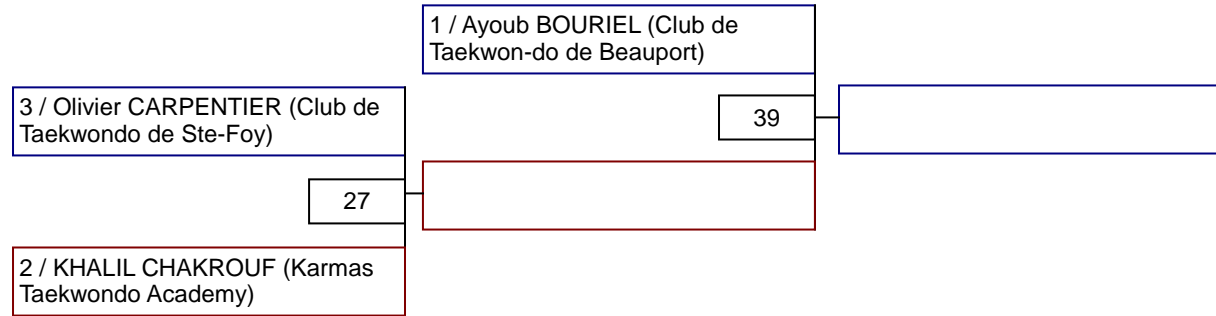 1 / Ayoub BOURIEL (Club de
Taekwon-do de Beauport)
3 / Olivier CARPENTIER (Club de
Taekwondo de Ste-Foy)
39
27
2 / KHALIL CHAKROUF (Karmas
Taekwondo Academy)